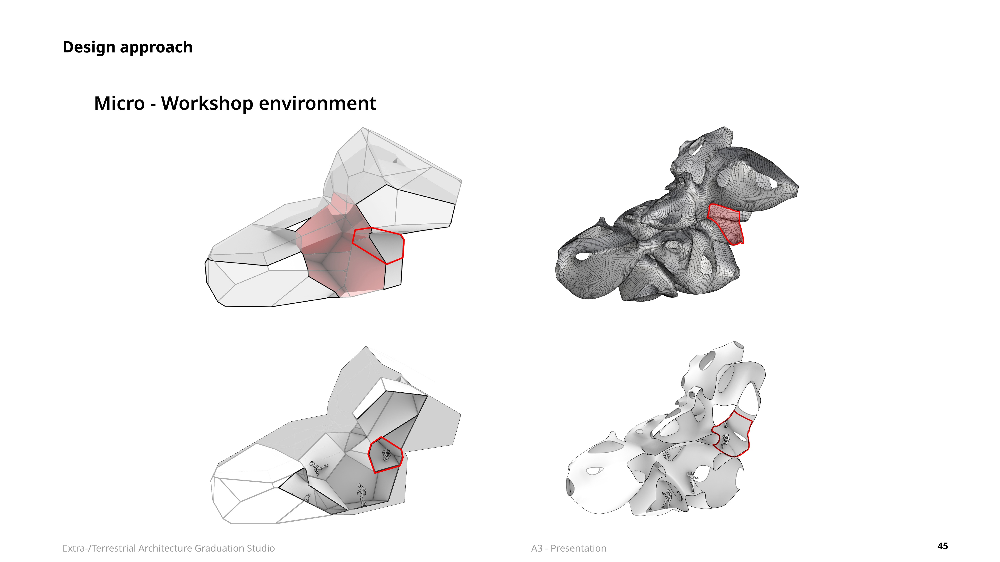 Design approach
Micro - Workshop environment
Extra-/Terrestrial Architecture Graduation Studio
A3 - Presentation
45